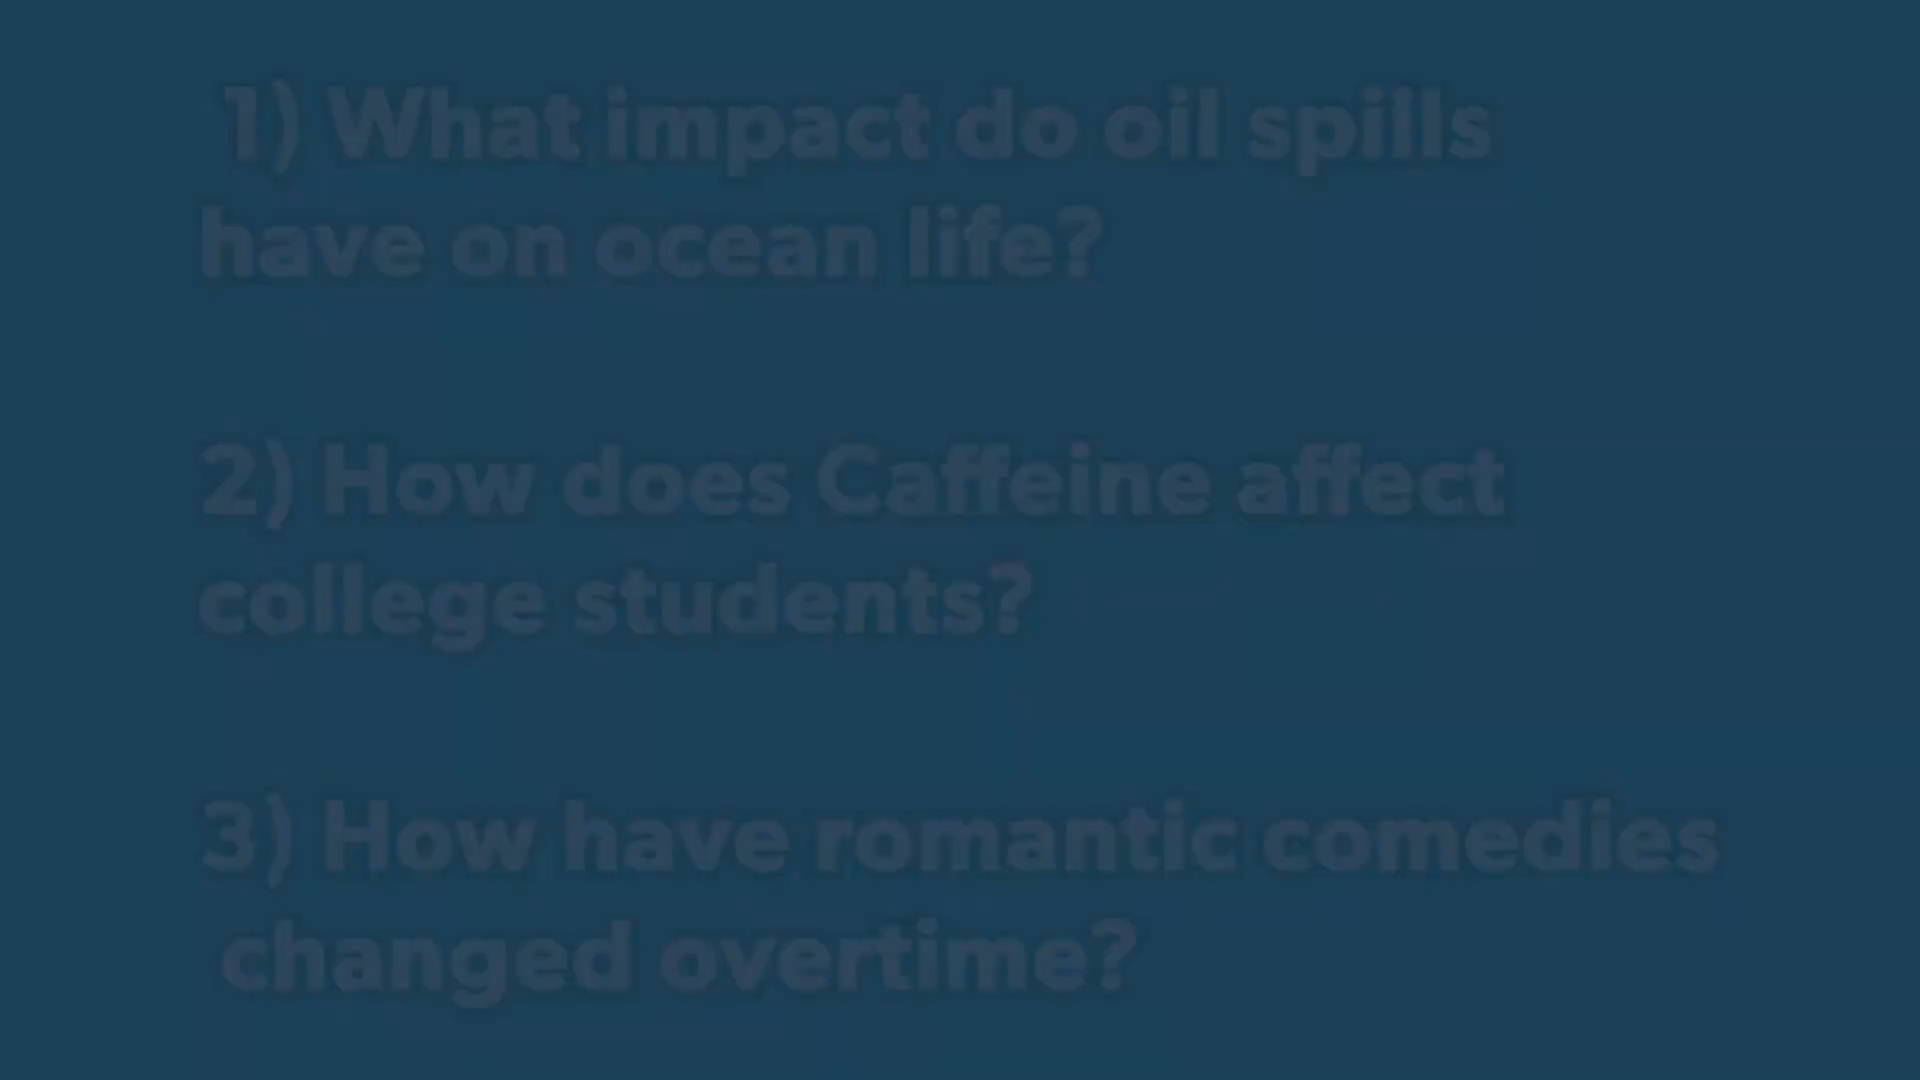 1) What impact do oil spills
have on ocean life?
2) How does Caffeine affect
college students?
3) How have romantic comedies
changed overtime?